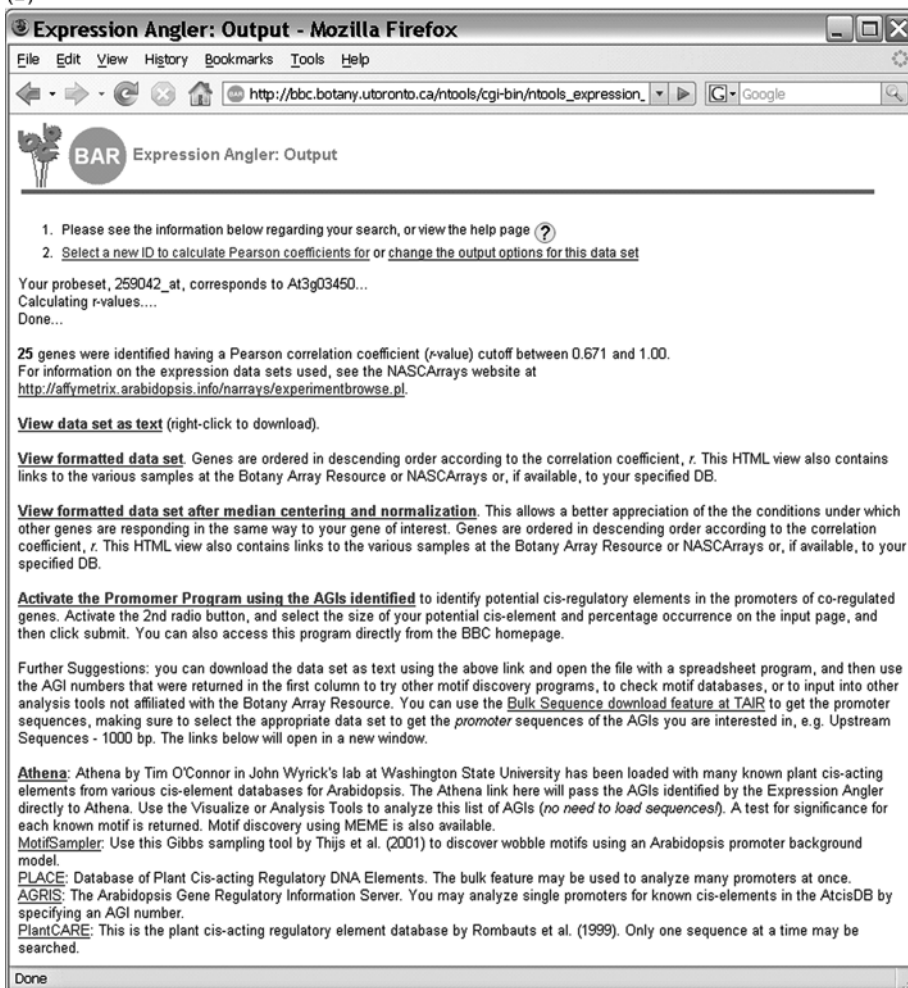 Expression Angler: Output - Mozilla Firefox
File Edit View History Bookmarks Tools Help
BAR http://bbc.botany.utoronto.ca/ntools/cgi-bin/ntools_expression_ G Google
BAR Expression Angler: Output
1. Please see the information below regarding your search, or view the help page ?
2. Select a new ID to calculate Pearson coefficients for or change the output options for this data set
Your probeset, 259042_at, corresponds to At3g03450...
Calculating r-values....
Done...
25 genes were identified having a Pearson correlation coefficient (r-value) cutoff between 0.671 and 1.00.
For information on the expression data sets used, see the NASCArrays website at
http://affymetrix.arabidopsis.info/narrays/experimentbrowse.pl.
View data set as text (right-click to download).
View formatted data set. Genes are ordered in descending order according to the correlation coefficient, r. This HTML view also contains
links to the various samples at the Botany Array Resource or NASCArrays or, if available, to your specified DB.
View formatted data set after median centering and normalization. This allows a better appreciation of the the conditions under which
other genes are responding in the same way to your gene of interest. Genes are ordered in descending order according to the correlation
coefficient, r. This HTML view also contains links to the various samples at the Botany Array Resource or NASCArrays or, if available, to your
specified DB.
Activate the Promomer Program using the AGIs identified to identify potential cis-regulatory elements in the promoters of co-regulated
genes. Activate the 2nd radio button, and select the size of your potential cis-element and percentage occurrence on the input page, and
then click submit. You can also access this program directly from the BBC homepage.
Further Suggestions: you can download the data set as text using the above link and open the file with a spreadsheet program, and then use
the AGI numbers that were returned in the first column to try other motif discovery programs, to check motif databases, or to input into other
analysis tools not affiliated with the Botany Array Resource. You can use the Bulk Sequence download feature at TAIR to get the promoter
sequences, making sure to select the appropriate data set to get the promoter sequences of the AGIs you are interested in, e.g. Upstream
Sequences - 1000 bp. The links below will open in a new window.
Athena: Athena by Tim O'Connor in John Wyrick's lab at Washington State University has been loaded with many known plant cis-acting
elements from various cis-element databases for Arabidopsis. The Athena link here will pass the AGIs identified by the Expression Angler
directly to Athena. Use the Visualize or Analysis Tools to analyze this list of AGIs (no need to load sequences!). A test for significance for
each known motif is returned. Motif discovery using MEME is also available.
MotifSampler: Use this Gibbs sampling tool by Thijs et al. (2001) to discover wobble motifs using an Arabidopsis promoter background
model.
PLACE: Database of Plant Cis-acting Regulatory DNA Elements. The bulk feature may be used to analyze many promoters at once.
AGRIS: The Arabidopsis Gene Regulatory Information Server. You may analyze single promoters for known cis-elements in the AtcisDB by
specifying an AGI number.
PlantCARE: This is the plant cis-acting regulatory element database by Rombauts et al. (1999). Only one sequence at a time may be
searched.
Done